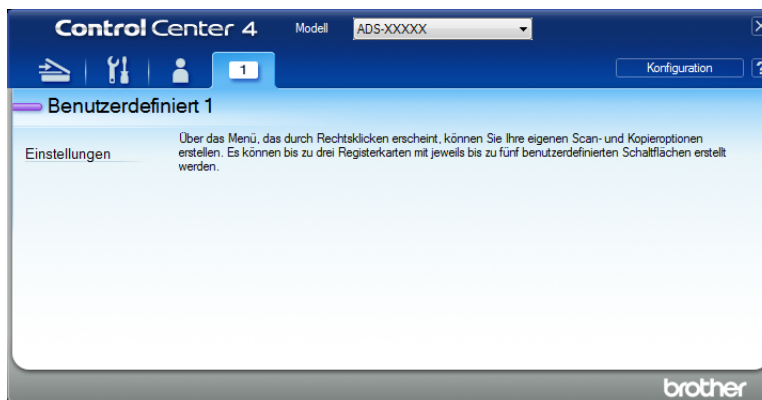 Control Center 4 Modell ADS-XXXXX
1 Konfiguration ?
Benutzerdefiniert 1
Einstellungen
Über das Menü, das durch Rechtsklicken erscheint, können Sie Ihre eigenen Scan- und Kopieroptionen
erstellen. Es können bis zu drei Registerkarten mit jeweils bis zu fünf benutzerdefinierten Schaltflächen erstellt
werden.
brother